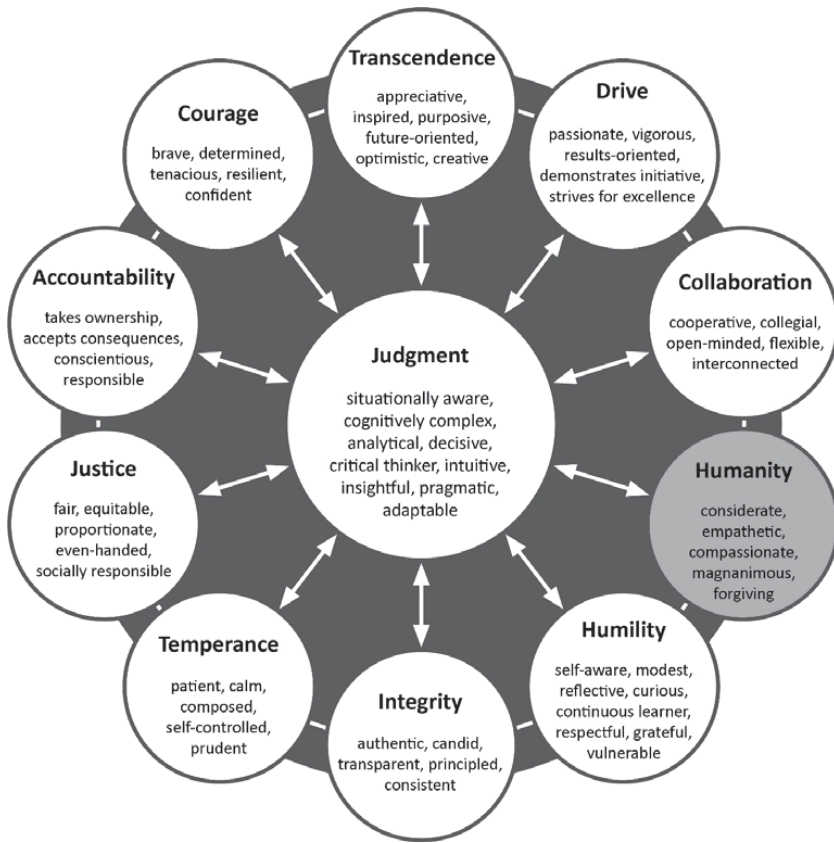 Transcendence
appreciative,
inspired, purposive,
future-oriented,
optimistic, creative
Drive
passionate, vigorous,
results-oriented,
demonstrates initiative,
strives for excellence
Collaboration
cooperative, collegial,
open-minded, flexible,
interconnected
Humanity
considerate,
empathetic,
compassionate,
magnanimous,
forgiving
Humility
self-aware, modest,
reflective, curious,
continuous learner,
respectful, grateful,
vulnerable
Integrity
authentic, candid,
transparent, principled,
consistent
Temperance
patient, calm,
composed,
self-controlled,
prudent
Justice
fair, equitable,
proportionate,
even-handed,
socially responsible
Accountability
takes ownership,
accepts consequences,
conscientious,
responsible
Courage
brave, determined,
tenacious, resilient,
confident
Judgment
situationally aware,
cognitively complex,
analytical, decisive,
critical thinker, intuitive,
insightful, pragmatic,
adaptable